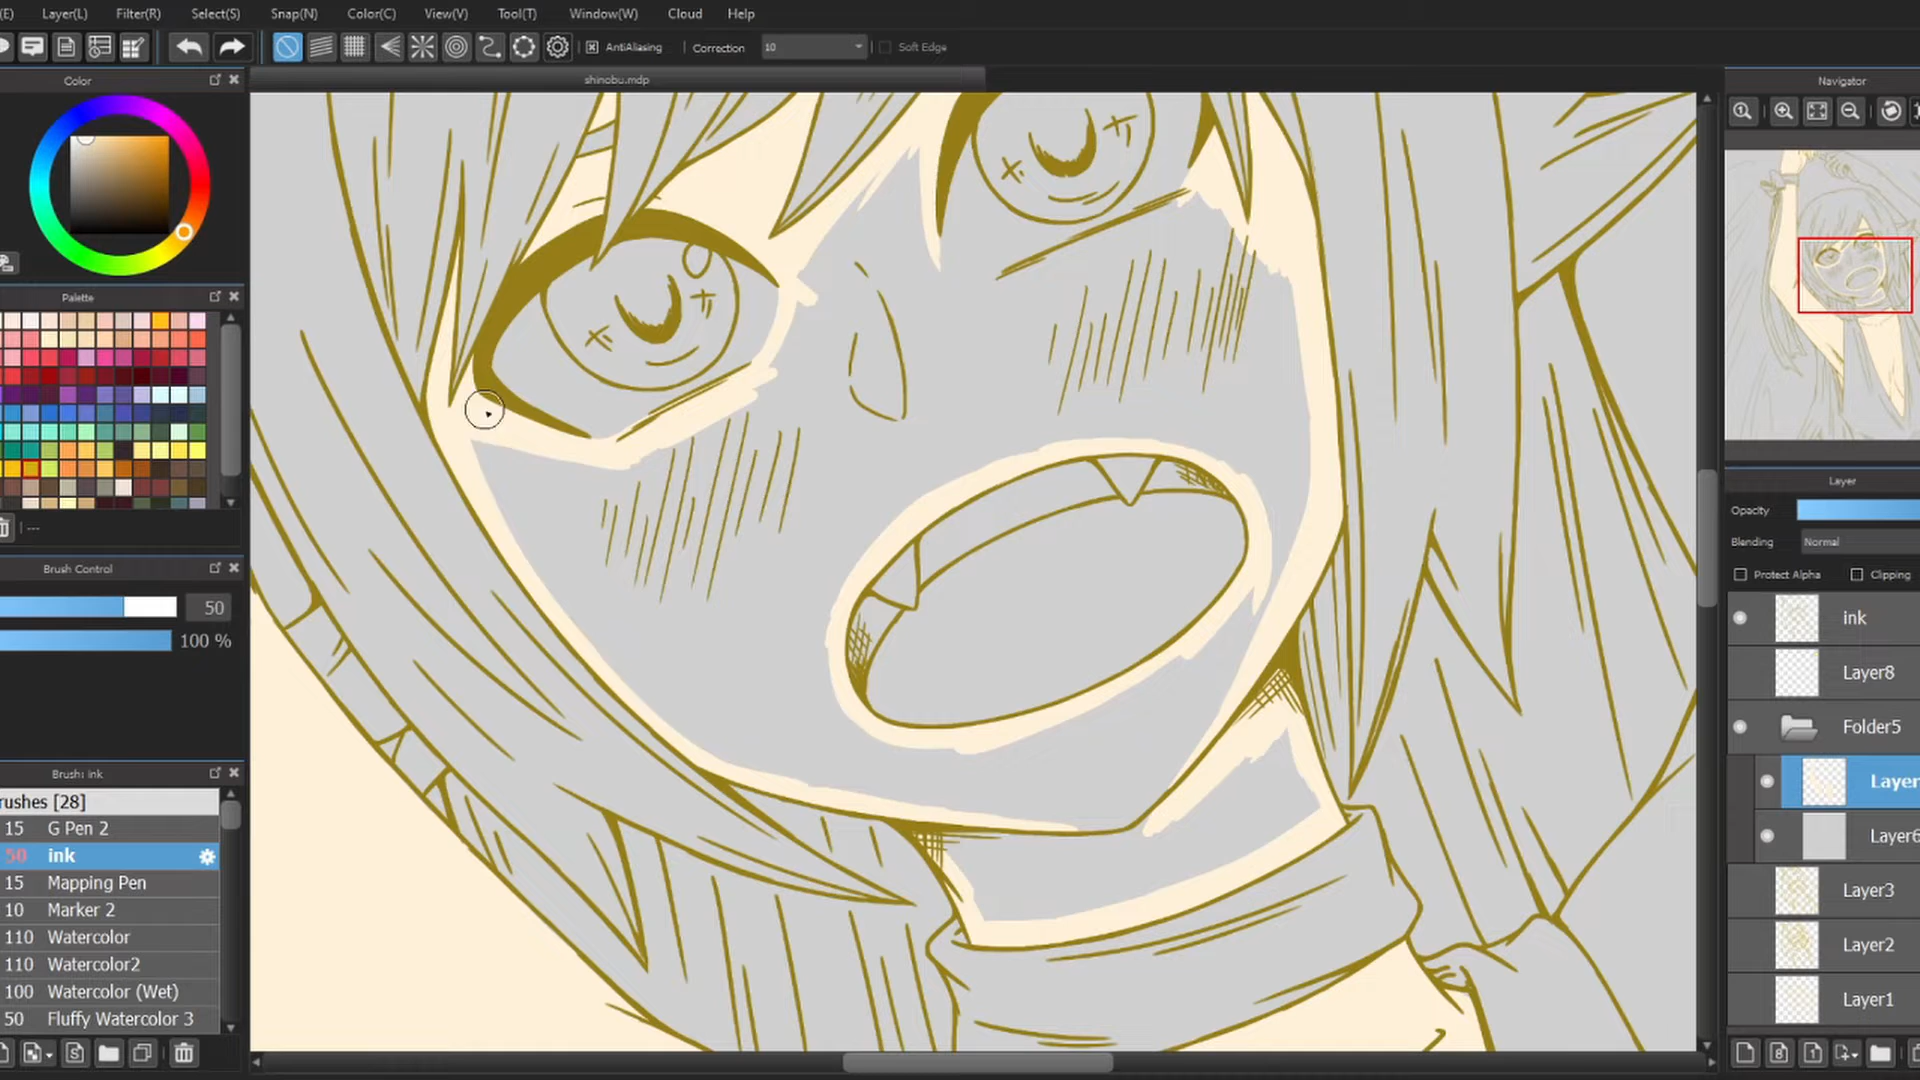 (E) Layer(L) Filter(R) Select(S) Snap(N) Color(C) View(V) Tool(T) Window(W) Cloud Help
AntiAliasing Correction 10 Soft Edge
Color
shinobu.mdp
Navigator
Palette
---
Brush Control
50
100 %
Brush: ink
rushes [28]
15 G Pen 2
50 ink
15 Mapping Pen
10 Marker 2
110 Watercolor
110 Watercolor2
100 Watercolor (Wet)
50 Fluffy Watercolor 3
Layer
Opacity
Blending Normal
Protect Alpha Clipping
ink
Layer8
Folder5
Layer
Layer6
Layer3
Layer2
Layer1